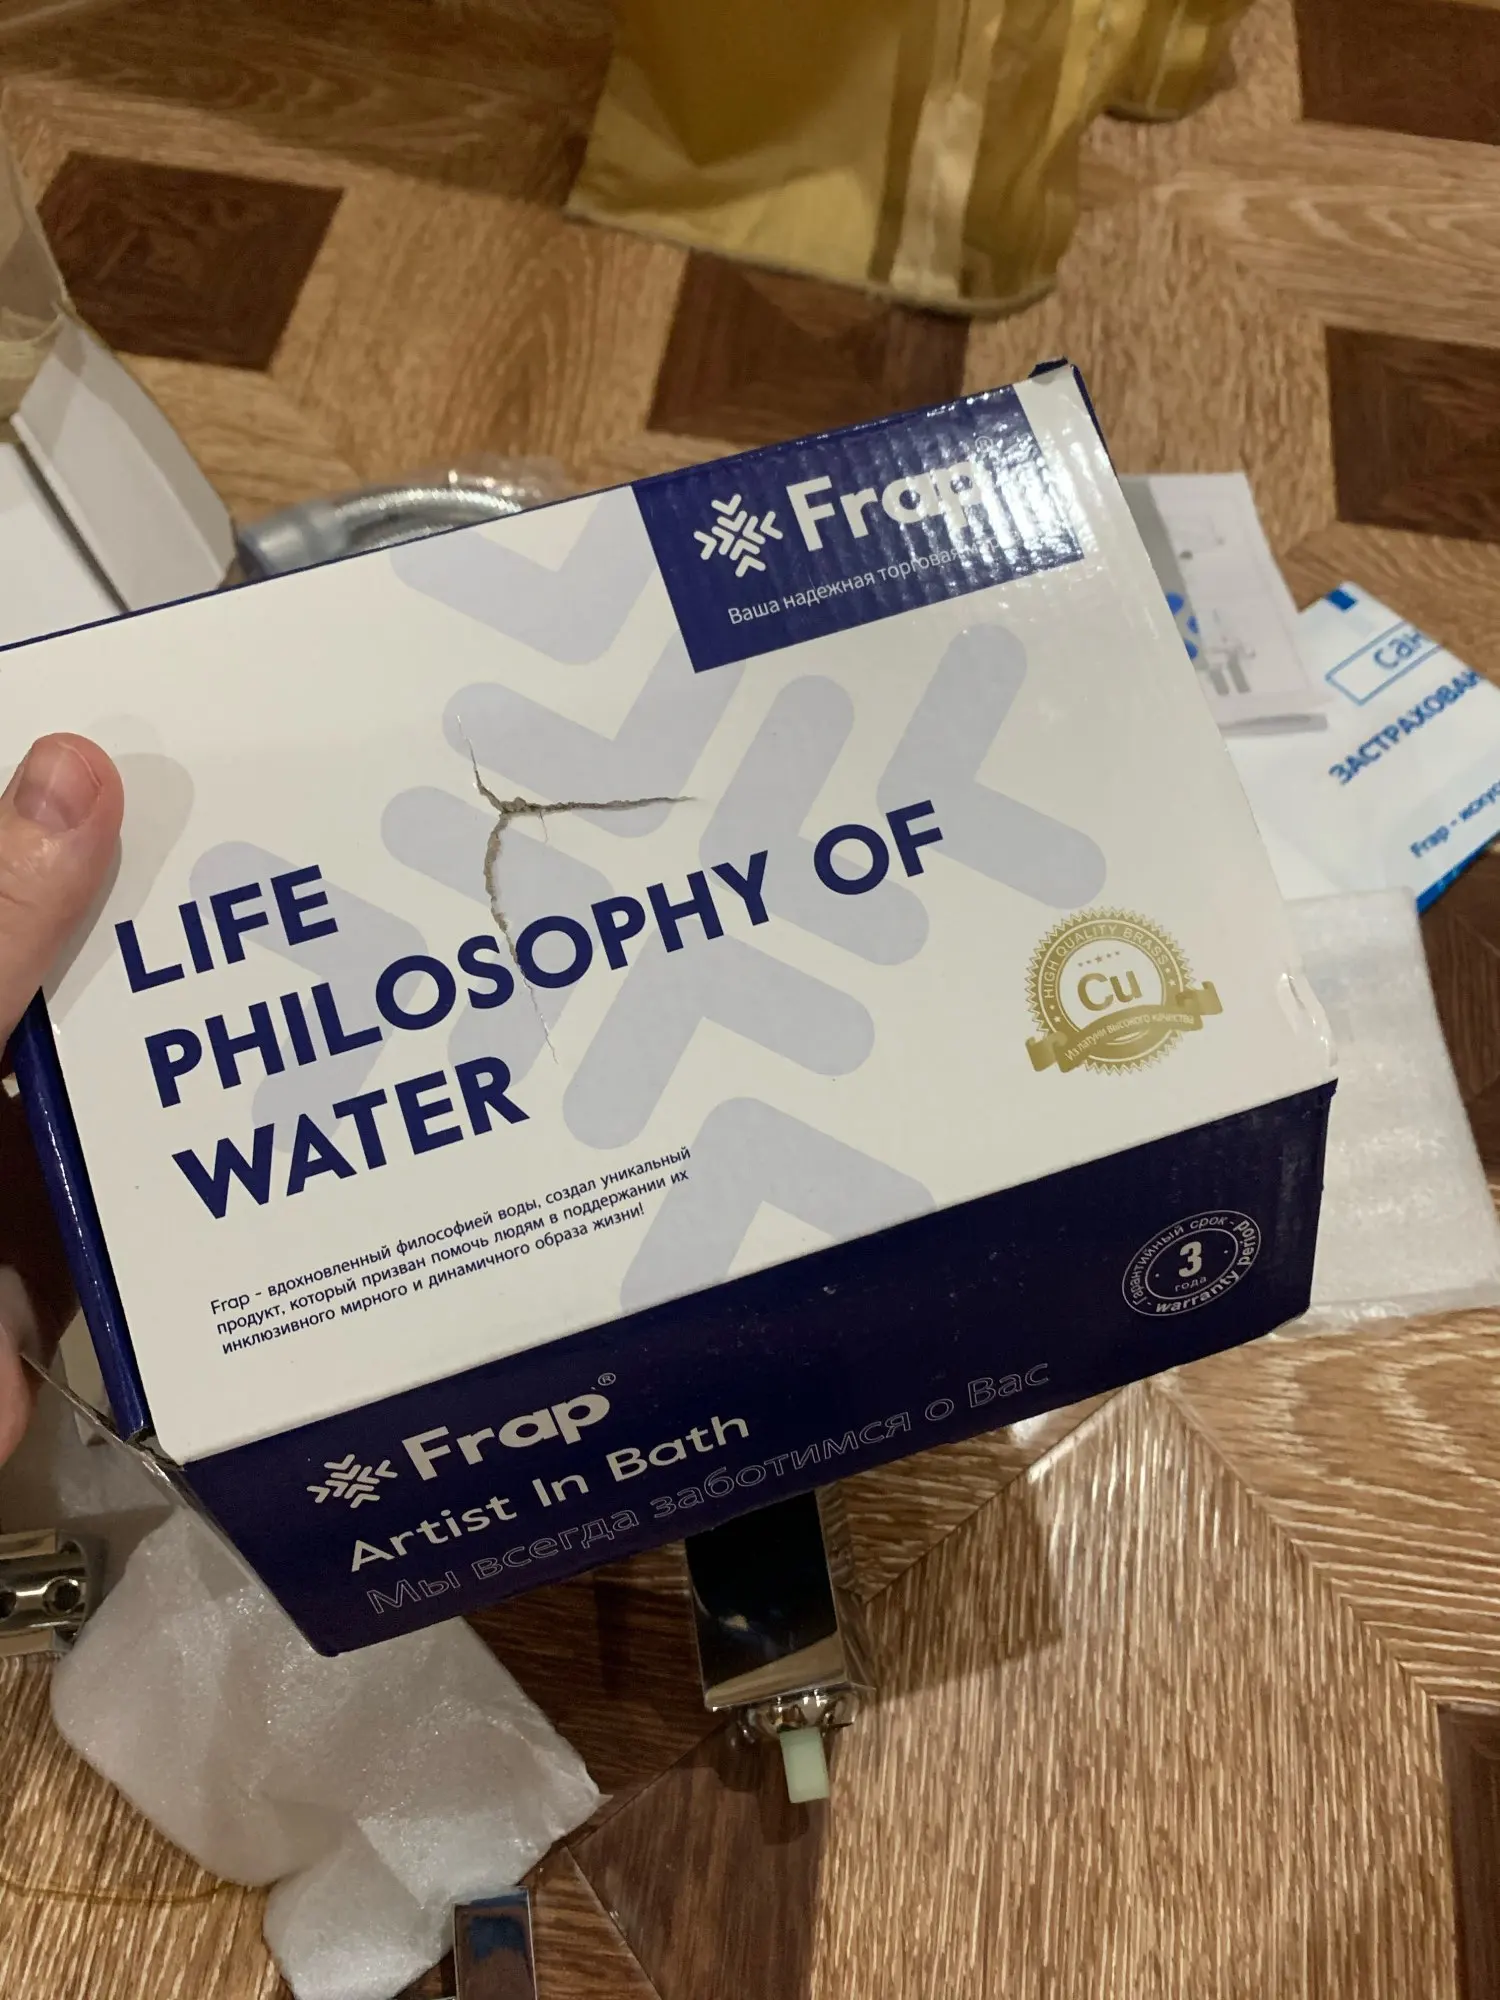 Frap®
Ваша надежная торговая
LIFE
PHILOSOPHY OF
WATER
HIGH QUALITY BRASS
Cu
Из латуни высокого качества
Frap - вдохновленный философией воды, создал уникальный
продукт, который призван помочь людям в поддержании их
инклюзивного мирного и динамичного образа жизни!
Гарантийный срок
3
года
warranty period
Frap®
Artist In Bath
Мы всегда заботимся о Вас
Frap -